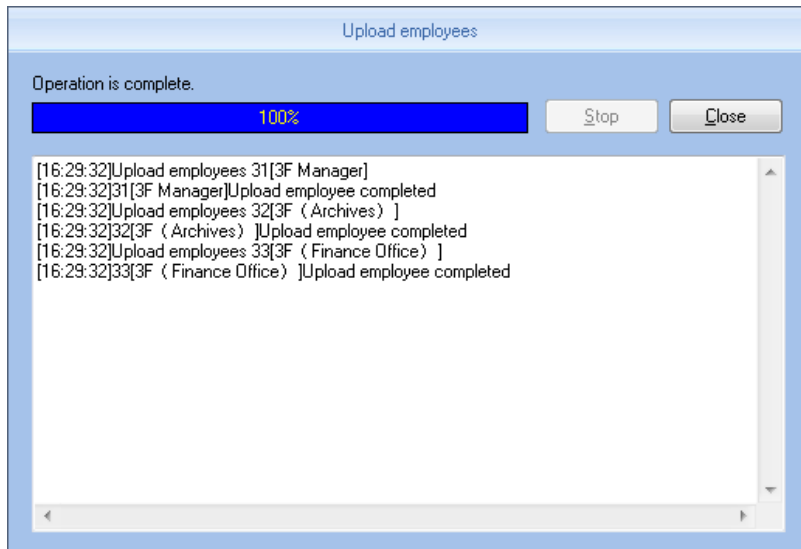 Upload employees
Operation is complete.
100%
Stop
Close
[16:29:32]Upload employees 31[3F Manager]
[16:29:32]31[3F Manager]Upload employee completed
[16:29:32]Upload employees 32[3F（Archives）]
[16:29:32]32[3F（Archives）]Upload employee completed
[16:29:32]Upload employees 33[3F（Finance Office）]
[16:29:32]33[3F（Finance Office）]Upload employee completed